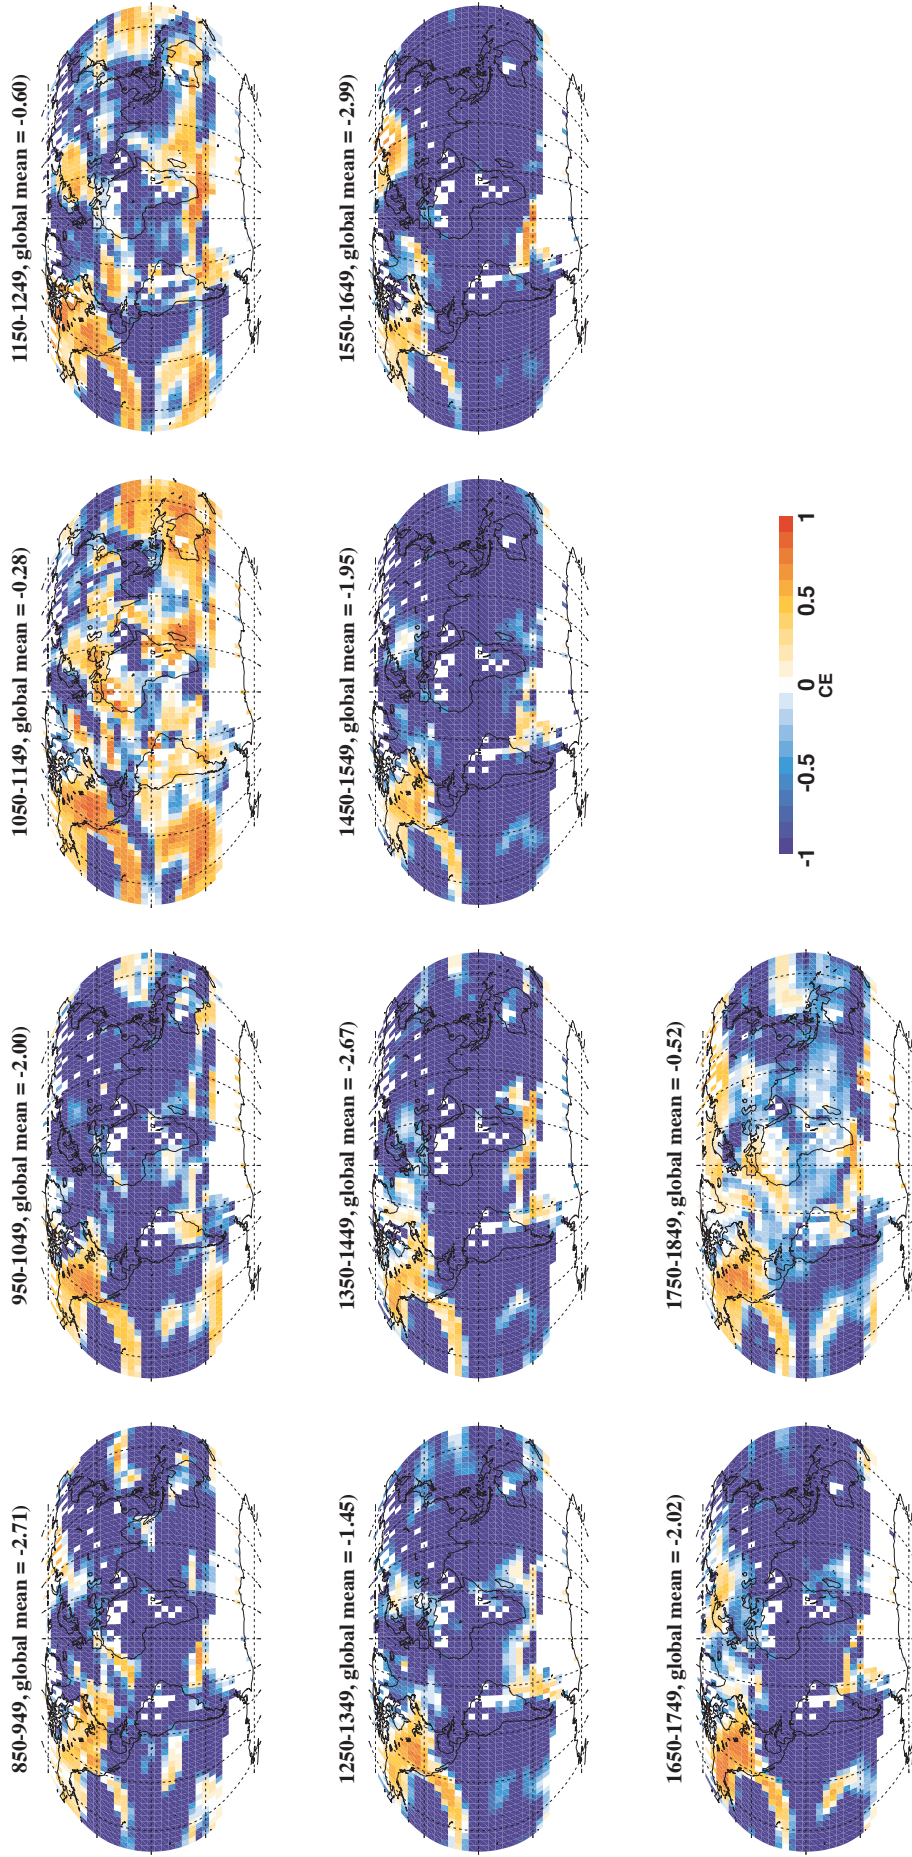 850-949, global mean = -2.71)
950-1049, global mean = -2.00)
1050-1149, global mean = -0.28)
1150-1249, global mean = -0.60)
1250-1349, global mean = -1.45)
1350-1449, global mean = -2.67)
1450-1549, global mean = -1.95)
1550-1649, global mean = -2.99)
1650-1749, global mean = -2.02)
1750-1849, global mean = -0.52)
-1 -0.5 0 0.5 1
CE